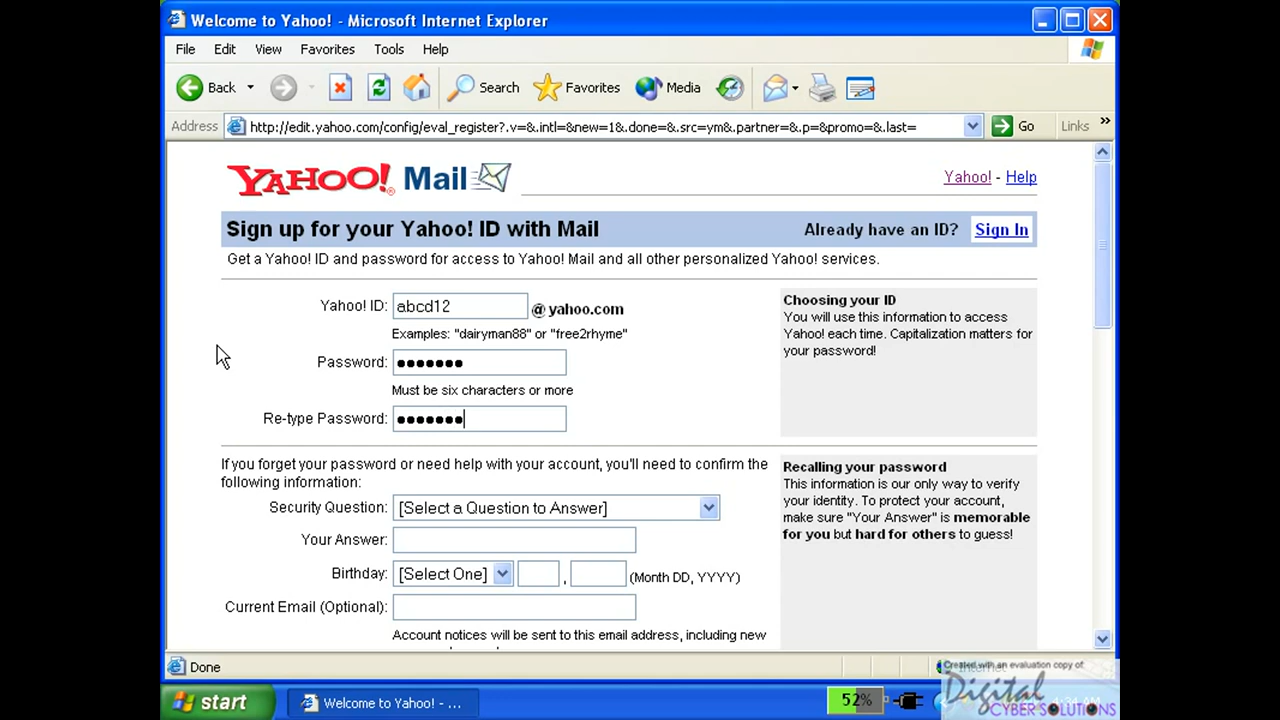 Welcome to Yahoo! - Microsoft Internet Explorer
File Edit View Favorites Tools Help
Back Search Favorites Media
Address http://edit.yahoo.com/config/eval_register?.v=&.intl=&new=1&.done=&.src=ym&.partner=&.p=&promo=&.last= Go Links »
YAHOO! Mail Yahoo! - Help
Sign up for your Yahoo! ID with Mail Already have an ID? Sign In
Get a Yahoo! ID and password for access to Yahoo! Mail and all other personalized Yahoo! services.
Yahoo! ID: abcd12 @ yahoo.com
Examples: "dairyman88" or "free2rhyme"
Password: •••••••
Must be six characters or more
Re-type Password: •••••••
Choosing your ID
You will use this information to access
Yahoo! each time. Capitalization matters for
your password!
If you forget your password or need help with your account, you'll need to confirm the
following information:
Security Question: [Select a Question to Answer]
Your Answer:
Birthday: [Select One] , (Month DD, YYYY)
Current Email (Optional):
Account notices will be sent to this email address, including new
Recalling your password
This information is our only way to verify
your identity. To protect your account,
make sure "Your Answer" is memorable
for you but hard for others to guess!
Done
Created with an evaluation copy of:
Digital
CYBER SOLUTIONS
start Welcome to Yahoo! - ... 52%